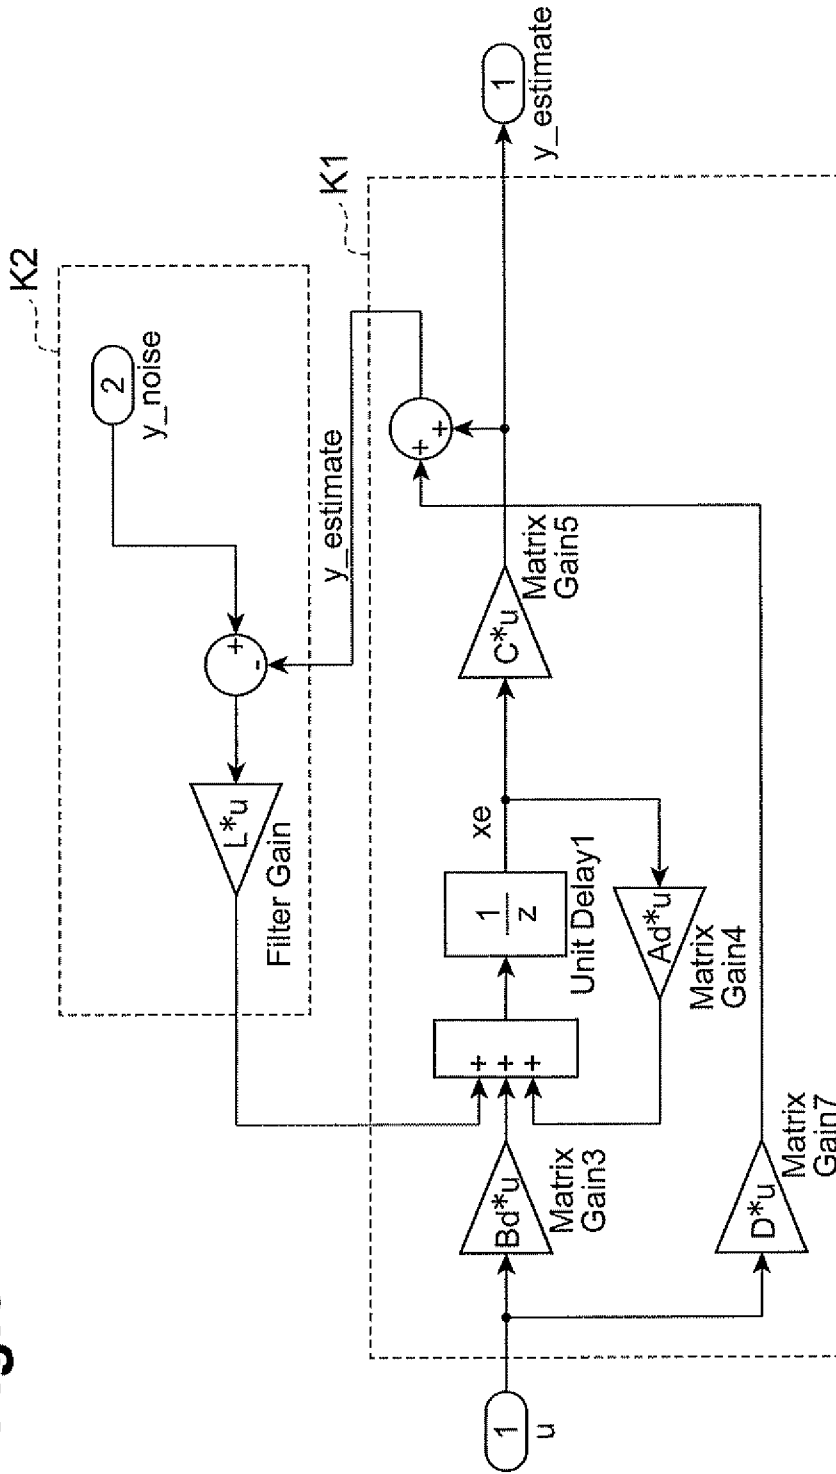 K2
2
y_noise
+
-
L*u
Filter Gain
y_estimate
K1
1
y_estimate
+
+
C*u
Matrix
Gain5
xe
1
z
Unit Delay1
Ad*u
Matrix
Gain4
+
+
+
Bd*u
Matrix
Gain3
1
u
D*u
Matrix
Gain7